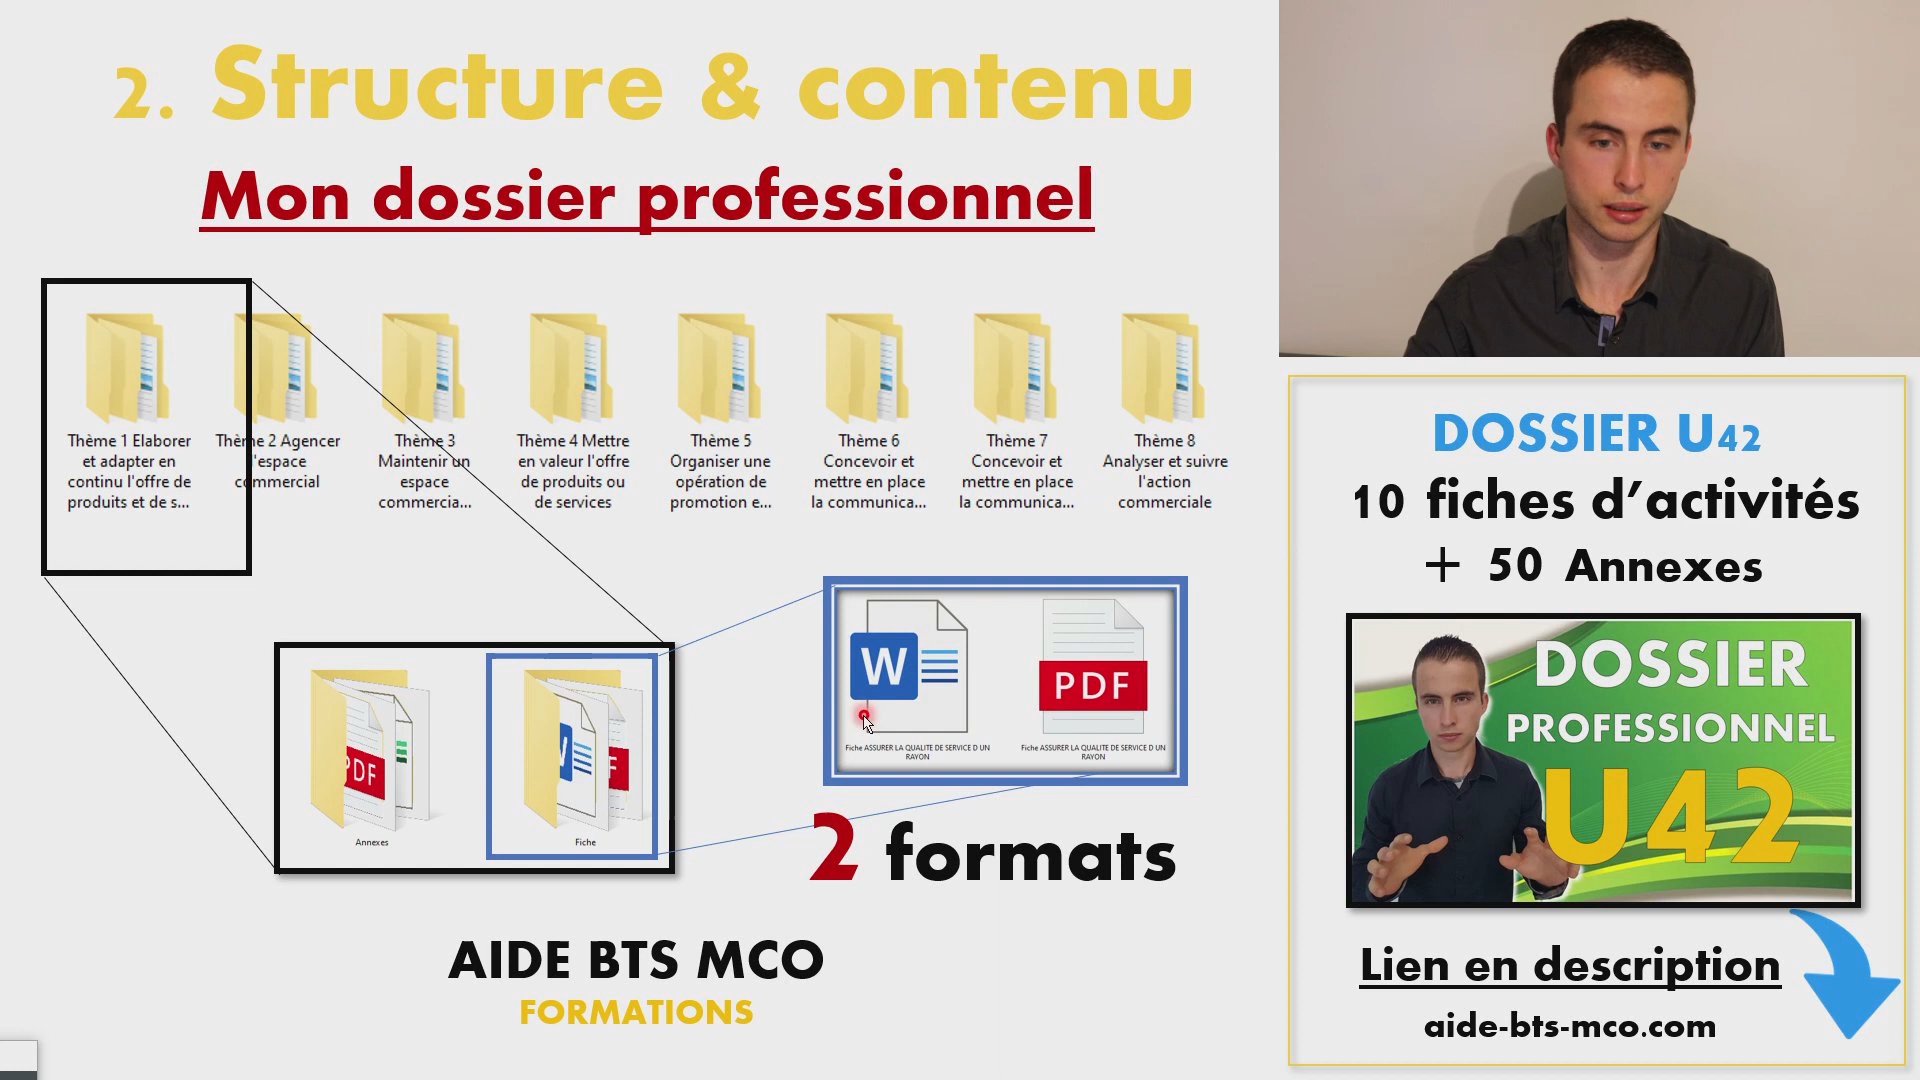 2. Structure & contenu
Mon dossier professionnel
Thème 1 Elaborer
et adapter en
continu l'offre de
produits et de s...
Thème 2 Agencer
l'espace
commercial
Thème 3
Maintenir un
espace
commercia...
Thème 4 Mettre
en valeur l'offre
de produits ou
de services
Thème 5
Organiser une
opération de
promotion e...
Thème 6
Concevoir et
mettre en place
la communica...
Thème 7
Concevoir et
mettre en place
la communica...
Thème 8
Analyser et suivre
l'action
commerciale
PDF
Annexes
W
F
Fiche
W
Fiche ASSURER LA QUALITE DE SERVICE D UN
RAYON
PDF
Fiche ASSURER LA QUALITE DE SERVICE D UN
RAYON
2 formats
AIDE BTS MCO
FORMATIONS
DOSSIER U42
10 fiches d’activités
+ 50 Annexes
DOSSIER
PROFESSIONNEL
U42
Lien en description
aide-bts-mco.com